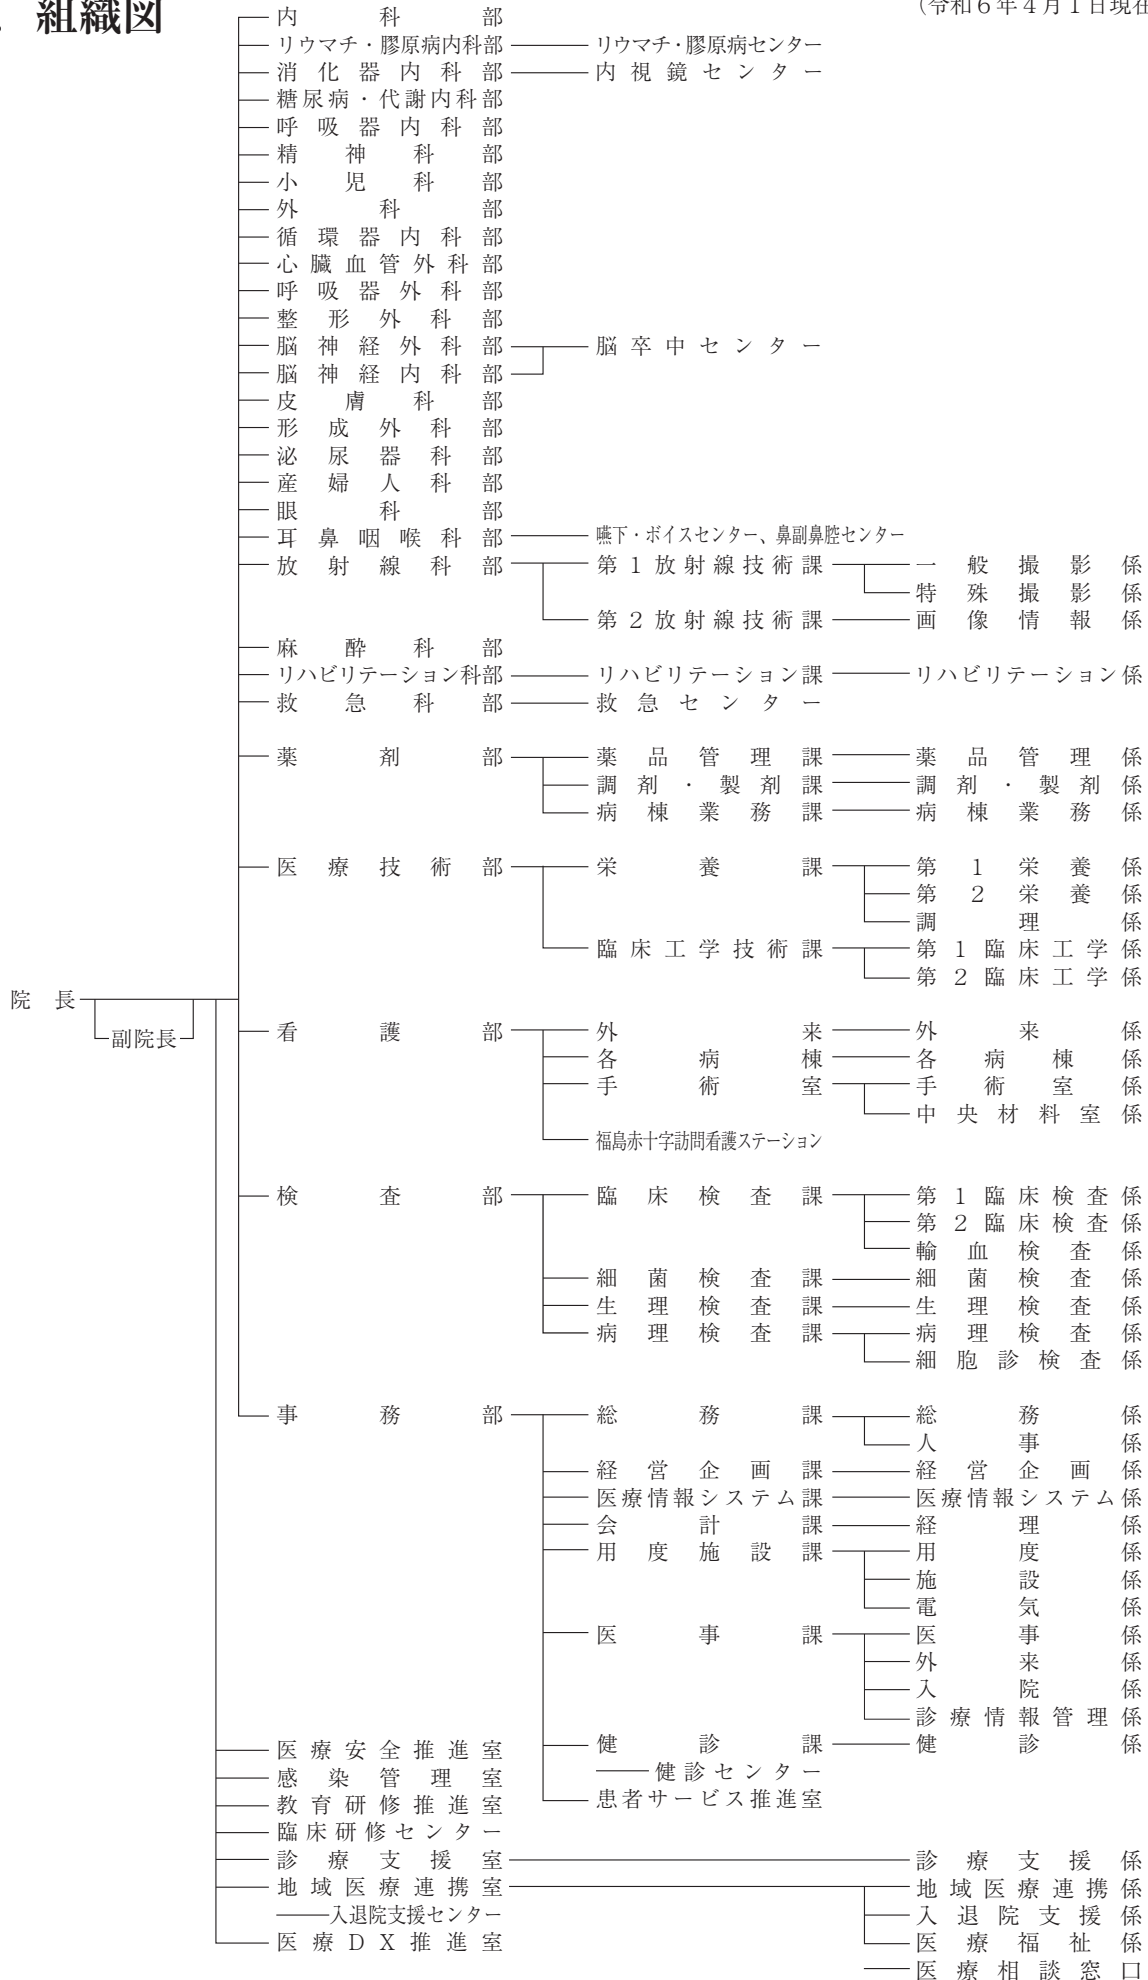 組織図
（令和６年４月１日現在
内科部
リウマチ・膠原病内科部 リウマチ・膠原病センター
消化器内科部 内視鏡センター
糖尿病・代謝内科部
呼吸器内科部
精神科部
小児科部
外科部
循環器内科部
心臓血管外科部
呼吸器外科部
整形外科部
脳神経外科部 脳卒中センター
脳神経内科部
皮膚科部
形成外科部
泌尿器科部
産婦人科部
眼科部
耳鼻咽喉科部 嚥下・ボイスセンター、鼻副鼻腔センター
放射線科部 第１放射線技術課 一般撮影係
特殊撮影係
第２放射線技術課 画像情報係
麻酔科部
リハビリテーション科部 リハビリテーション課 リハビリテーション係
救急科部 救急センター
薬剤部 薬品管理課 薬品管理係
調剤・製剤課 調剤・製剤係
病棟業務課 病棟業務係
医療技術部 栄養課 第１栄養係
第２栄養係
調理係
臨床工学技術課 第１臨床工学係
第２臨床工学係
院長
副院長
看護部 外来 外来係
各病棟 各病棟係
手術室 手術室係
中央材料室係
福島赤十字訪問看護ステーション
検査部 臨床検査課 第１臨床検査係
第２臨床検査係
輸血検査係
細菌検査課 細菌検査係
生理検査課 生理検査係
病理検査課 病理検査係
細胞診検査係
事務部 総務課 総務係
人事係
経営企画課 経営企画係
医療情報システム課 医療情報システム係
会計課 経理係
用度施設課 用度係
施設係
電気係
医事課 医事係
外来係
入院係
診療情報管理係
健診課 健診係
健診センター
患者サービス推進室
医療安全推進室
感染管理室
教育研修推進室
臨床研修センター
診療支援室 診療支援係
地域医療連携室 地域医療連携係
入退院支援センター 入退院支援係
医療ＤＸ推進室 医療福祉係
医療相談窓口